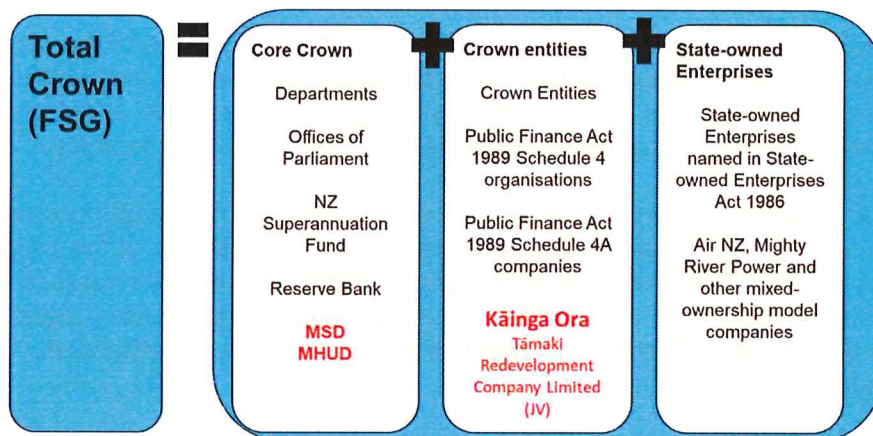 Total
Crown
(FSG)
=
Core Crown
Departments
Offices of
Parliament
NZ
Superannuation
Fund
Reserve Bank
MSD
MHUD
+
Crown entities
Crown Entities
Public Finance Act
1989 Schedule 4
organisations
Public Finance Act
1989 Schedule 4A
companies
Kāinga Ora
Tāmaki
Redevelopment
Company Limited
(JV)
+
State-owned
Enterprises
State-owned
Enterprises
named in State-
owned Enterprises
Act 1986
Air NZ, Mighty
River Power and
other mixed-
ownership model
companies